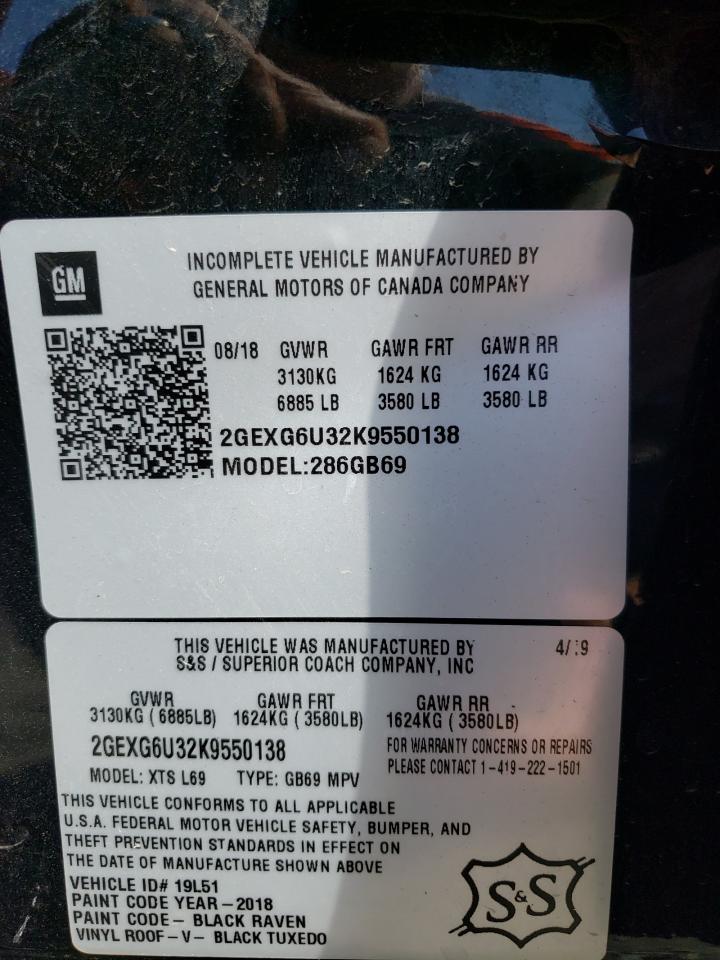 GM
INCOMPLETE VEHICLE MANUFACTURED BY
GENERAL MOTORS OF CANADA COMPANY
08/18 GVWR GAWR FRT GAWR RR
3130KG 1624 KG 1624 KG
6885 LB 3580 LB 3580 LB
2GEXG6U32K9550138
MODEL:286GB69
THIS VEHICLE WAS MANUFACTURED BY
S&S / SUPERIOR COACH COMPANY, INC
GVWR GAWR FRT GAWR RR
3130KG ( 6885LB) 1624KG ( 3580LB) 1624KG ( 3580LB)
2GEXG6U32K9550138
FOR WARRANTY CONCERNS OR REPAIRS
PLEASE CONTACT 1-419-222-1501
MODEL: XTS L69 TYPE: GB69 MPV
THIS VEHICLE CONFORMS TO ALL APPLICABLE
U.S.A. FEDERAL MOTOR VEHICLE SAFETY, BUMPER, AND
THEFT PREVENTION STANDARDS IN EFFECT ON
THE DATE OF MANUFACTURE SHOWN ABOVE
VEHICLE ID# 19L51
PAINT CODE YEAR-2018
PAINT CODE- BLACK RAVEN
VINYL ROOF-V- BLACK TUXEDO
S&S